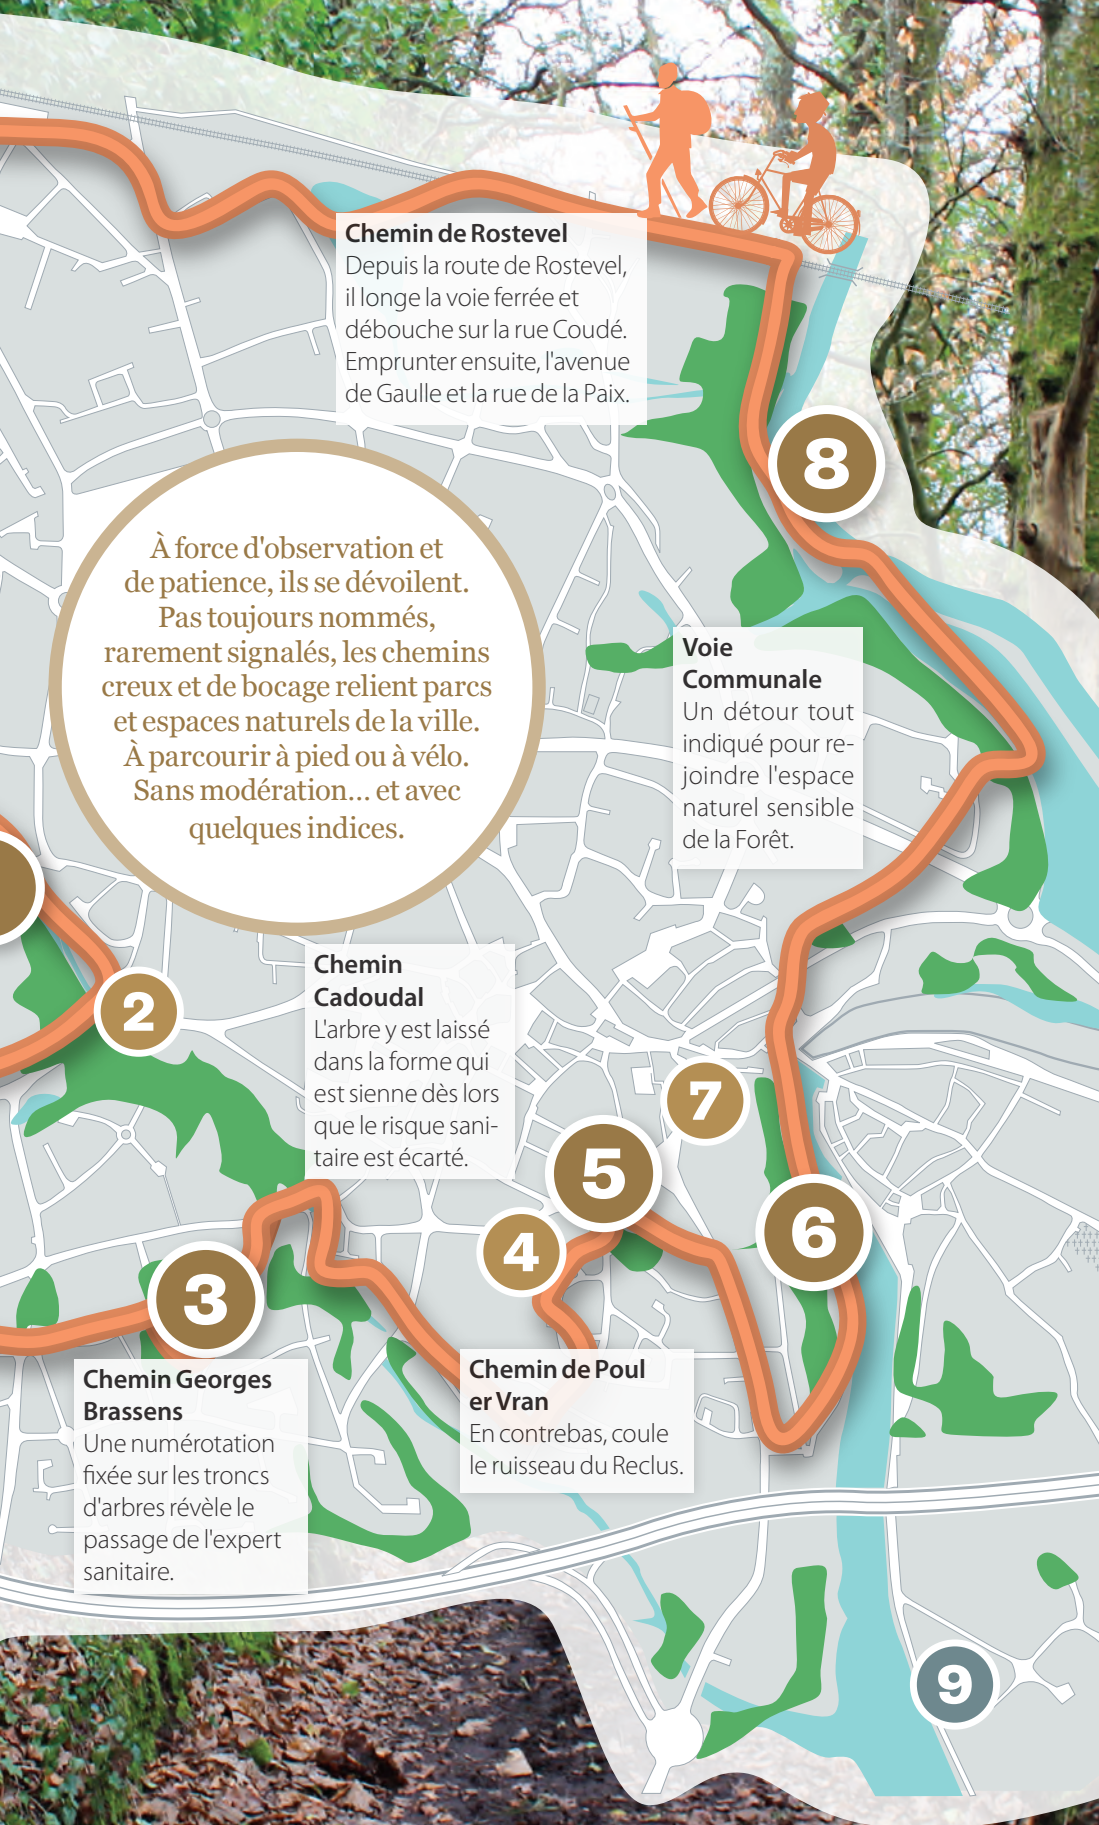 Chemin de Rostevel
Depuis la route de Rostevel,
il longe la voie ferrée et
débouche sur la rue Coudé.
Emprunter ensuite, l'avenue
de Gaulle et la rue de la Paix.
8
À force d'observation et
de patience, ils se dévoilent.
Pas toujours nommés,
rarement signalés, les chemins
creux et de bocage relient parcs
et espaces naturels de la ville.
À parcourir à pied ou à vélo.
Sans modération... et avec
quelques indices.
Voie
Communale
Un détour tout
indiqué pour re-
joindre l'espace
naturel sensible
de la Forêt.
2
Chemin
Cadoudal
L'arbre y est laissé
dans la forme qui
est sienne dès lors
que le risque sani-
taire est écarté.
7
5
6
4
3
Chemin Georges
Brassens
Une numérotation
fixée sur les troncs
d'arbres révèle le
passage de l'expert
sanitaire.
Chemin de Poul
er Vran
En contrebas, coule
le ruisseau du Reclus.
9